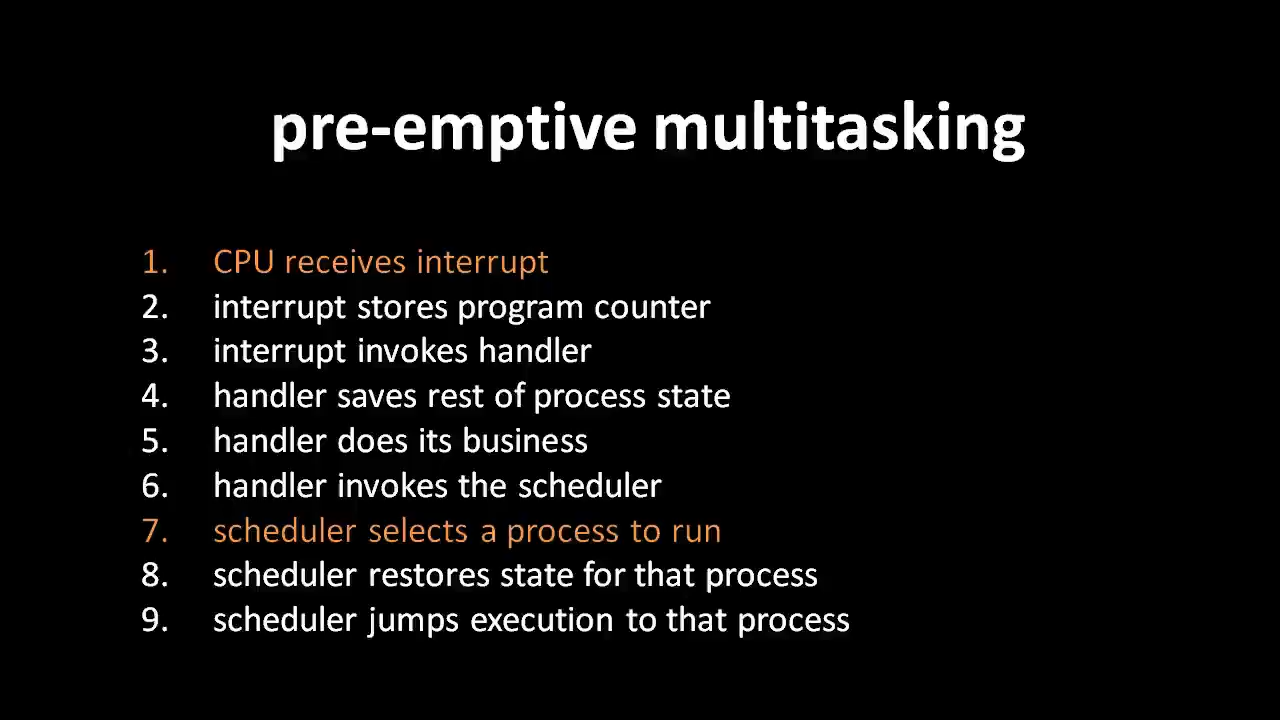 pre-emptive multitasking
1. CPU receives interrupt
2. interrupt stores program counter
3. interrupt invokes handler
4. handler saves rest of process state
5. handler does its business
6. handler invokes the scheduler
7. scheduler selects a process to run
8. scheduler restores state for that process
9. scheduler jumps execution to that process